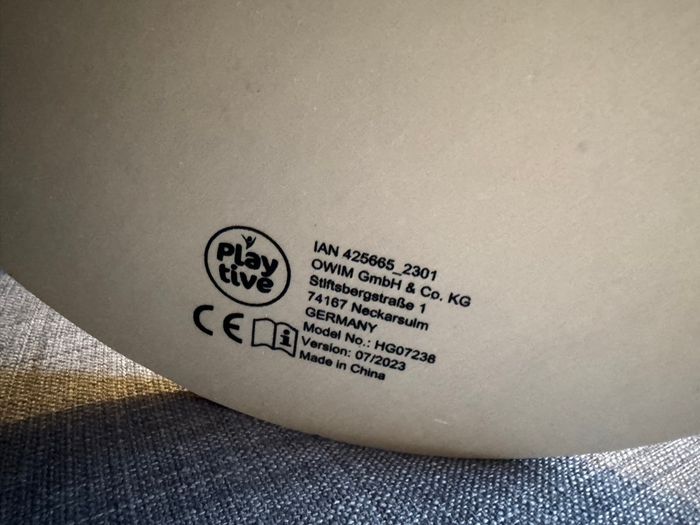 Play
tive
IAN 425665_2301
OWIM GmbH & Co. KG
Stiftsbergstraße 1
74167 Neckarsulm
GERMANY
Model No.: HG07238
Version: 07/2023
Made in China
CE
i